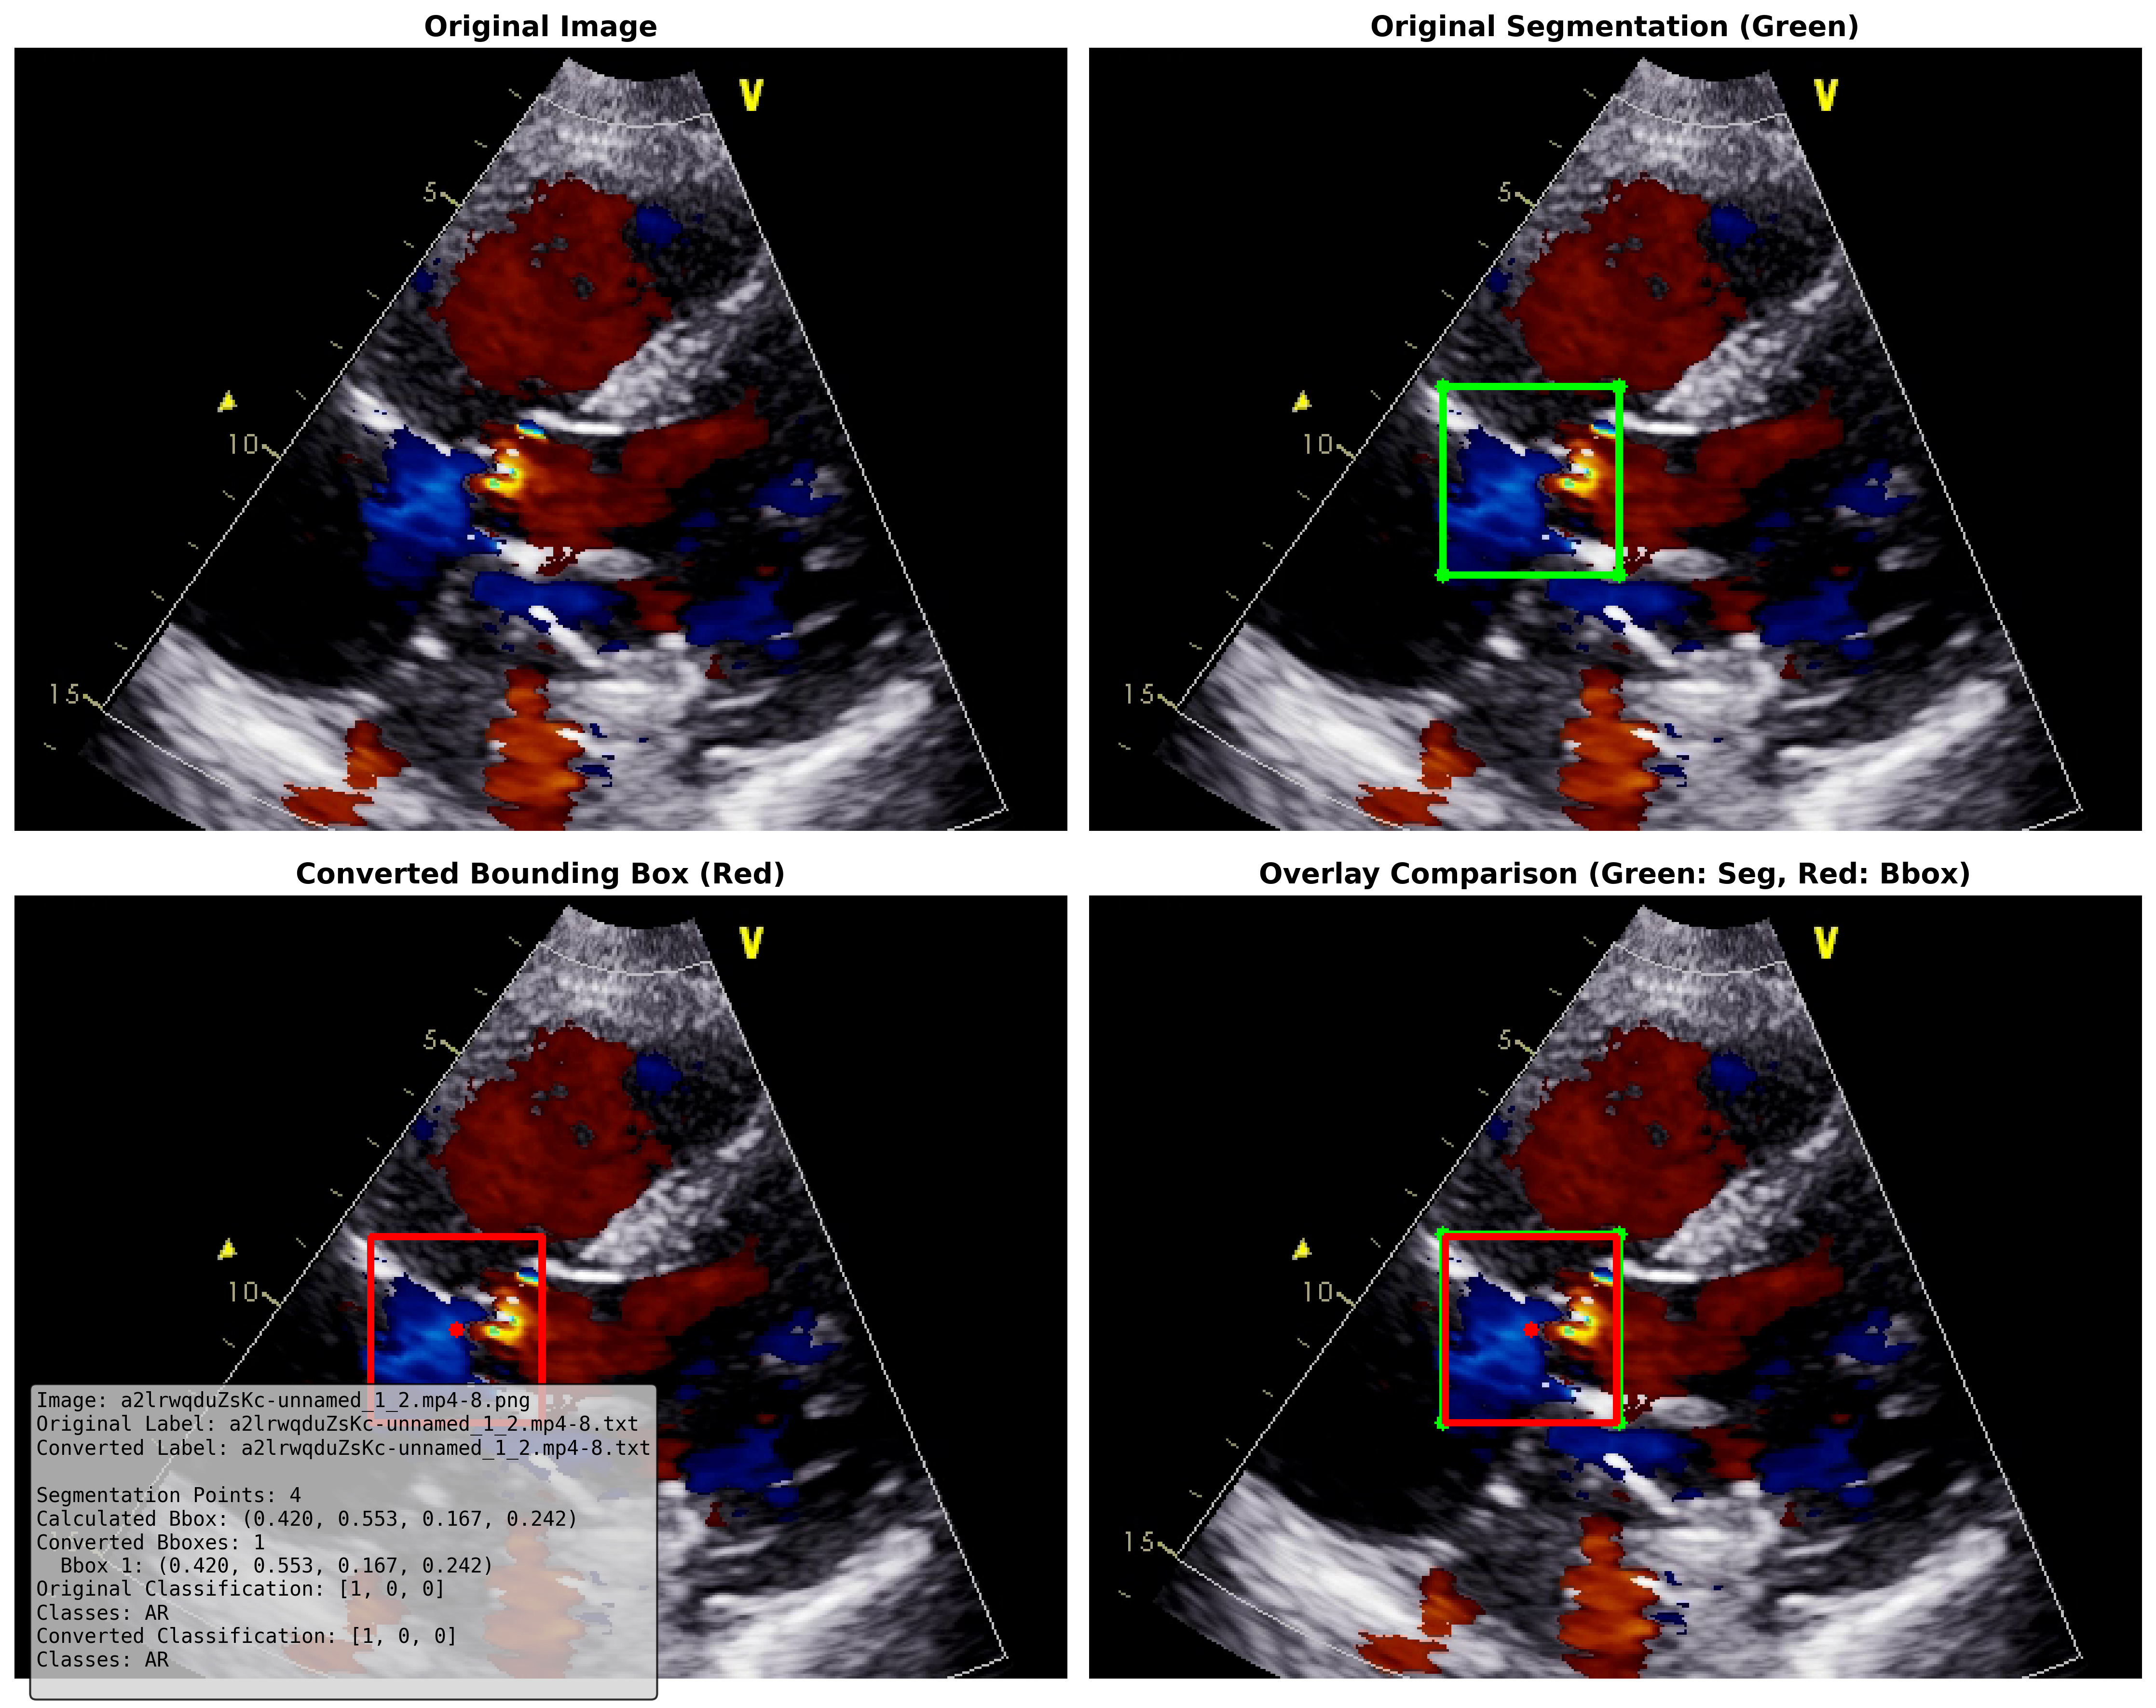 Original Image
Original Segmentation (Green)
V
5
10
15
V
5
10
15
Converted Bounding Box (Red)
Overlay Comparison (Green: Seg, Red: Bbox)
V
5
10
V
5
10
15
Image: a2lrwqduZsKc-unnamed_1_2.mp4-8.png
Original Label: a2lrwqduZsKc-unnamed_1_2.mp4-8.txt
Converted Label: a2lrwqduZsKc-unnamed_1_2.mp4-8.txt
Segmentation Points: 4
Calculated Bbox: (0.420, 0.553, 0.167, 0.242)
Converted Bboxes: 1
Bbox 1: (0.420, 0.553, 0.167, 0.242)
Original Classification: [1, 0, 0]
Classes: AR
Converted Classification: [1, 0, 0]
Classes: AR